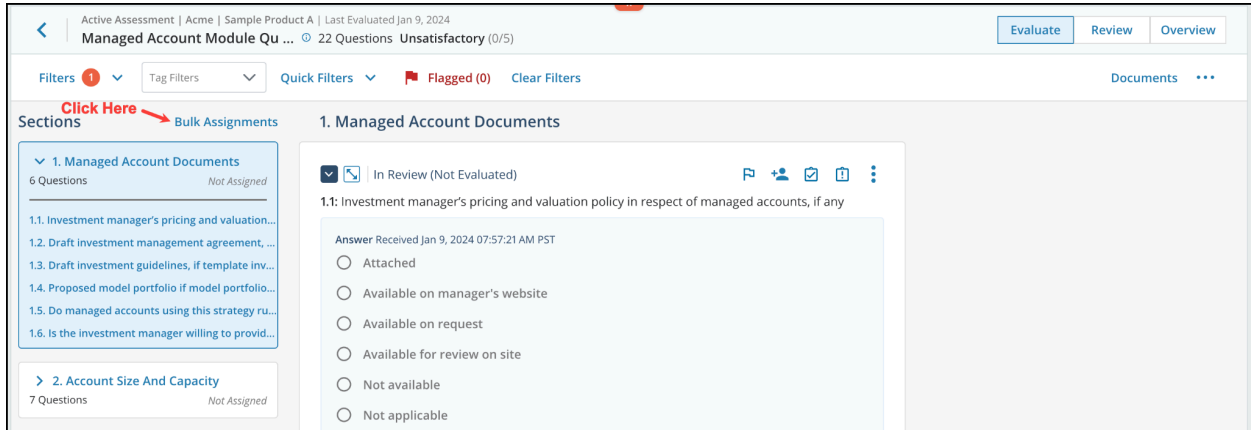 Active Assessment | Acme | Sample Product A | Last Evaluated Jan 9, 2024
Managed Account Module Qu ... 22 Questions Unsatisfactory (0/5)
Evaluate Review Overview
Filters 1 Tag Filters Quick Filters Flagged (0) Clear Filters Documents
Click Here
Sections Bulk Assignments
1. Managed Account Documents
6 Questions Not Assigned
1.1. Investment manager's pricing and valuation...
1.2. Draft investment management agreement, ...
1.3. Draft investment guidelines, if template inv...
1.4. Proposed model portfolio if model portfolio...
1.5. Do managed accounts using this strategy ru...
1.6. Is the investment manager willing to provid...
2. Account Size And Capacity
7 Questions Not Assigned
1. Managed Account Documents
In Review (Not Evaluated)
1.1: Investment manager's pricing and valuation policy in respect of managed accounts, if any
Answer Received Jan 9, 2024 07:57:21 AM PST
Attached
Available on manager's website
Available on request
Available for review on site
Not available
Not applicable